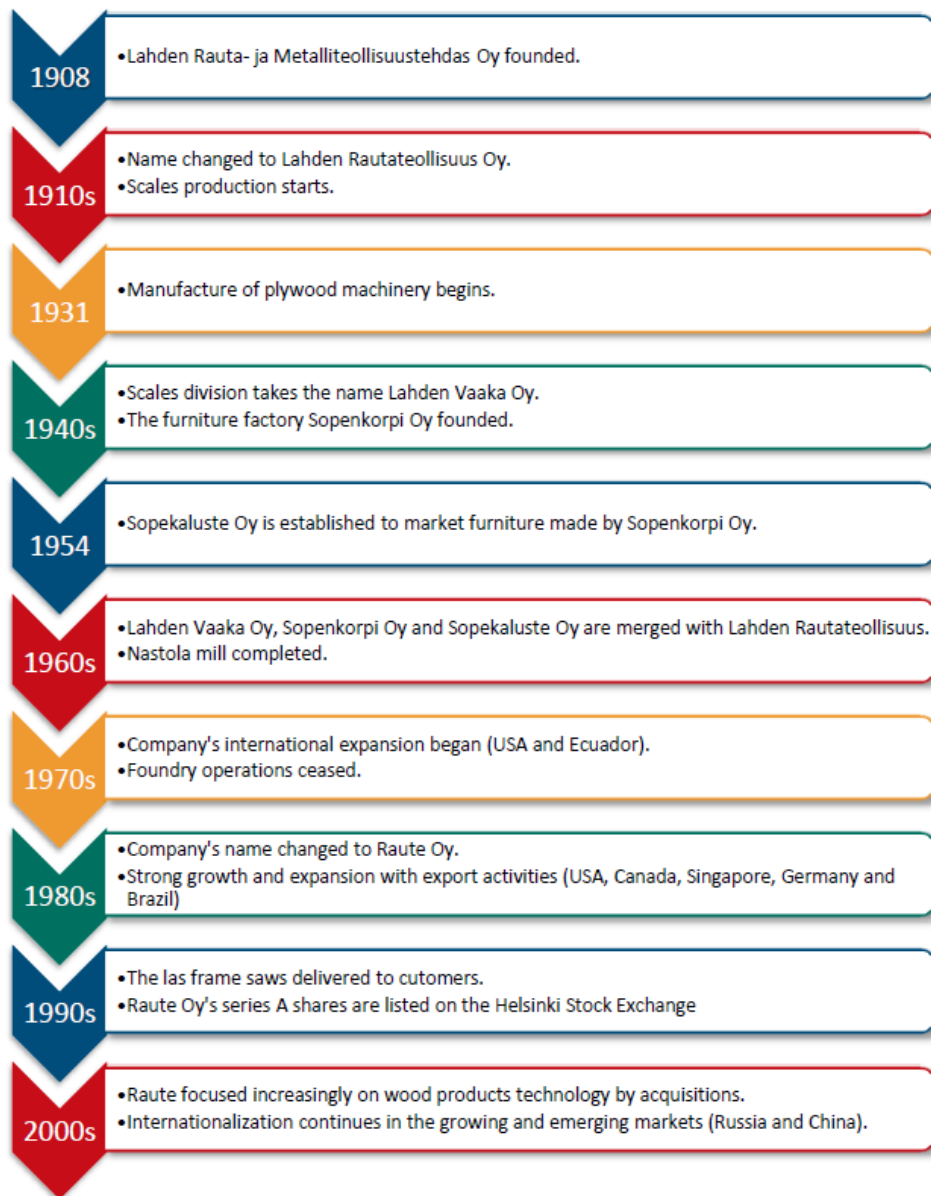 1908
•Lahden Rauta- ja Metalliteollisuustehdas Oy founded.
1910s
•Name changed to Lahden Rautateollisuus Oy.
•Scales production starts.
1931
•Manufacture of plywood machinery begins.
1940s
•Scales division takes the name Lahden Vaaka Oy.
•The furniture factory Sopenkorpi Oy founded.
1954
•Sopekaluste Oy is established to market furniture made by Sopenkorpi Oy.
1960s
•Lahden Vaaka Oy, Sopenkorpi Oy and Sopekaluste Oy are merged with Lahden Rautateollisuus.
•Nastola mill completed.
1970s
•Company's international expansion began (USA and Ecuador).
•Foundry operations ceased.
1980s
•Company's name changed to Raute Oy.
•Strong growth and expansion with export activities (USA, Canada, Singapore, Germany and
Brazil)
1990s
•The las frame saws delivered to cutomers.
•Raute Oy's series A shares are listed on the Helsinki Stock Exchange
2000s
•Raute focused increasingly on wood products technology by acquisitions.
•Internationalization continues in the growing and emerging markets (Russia and China).